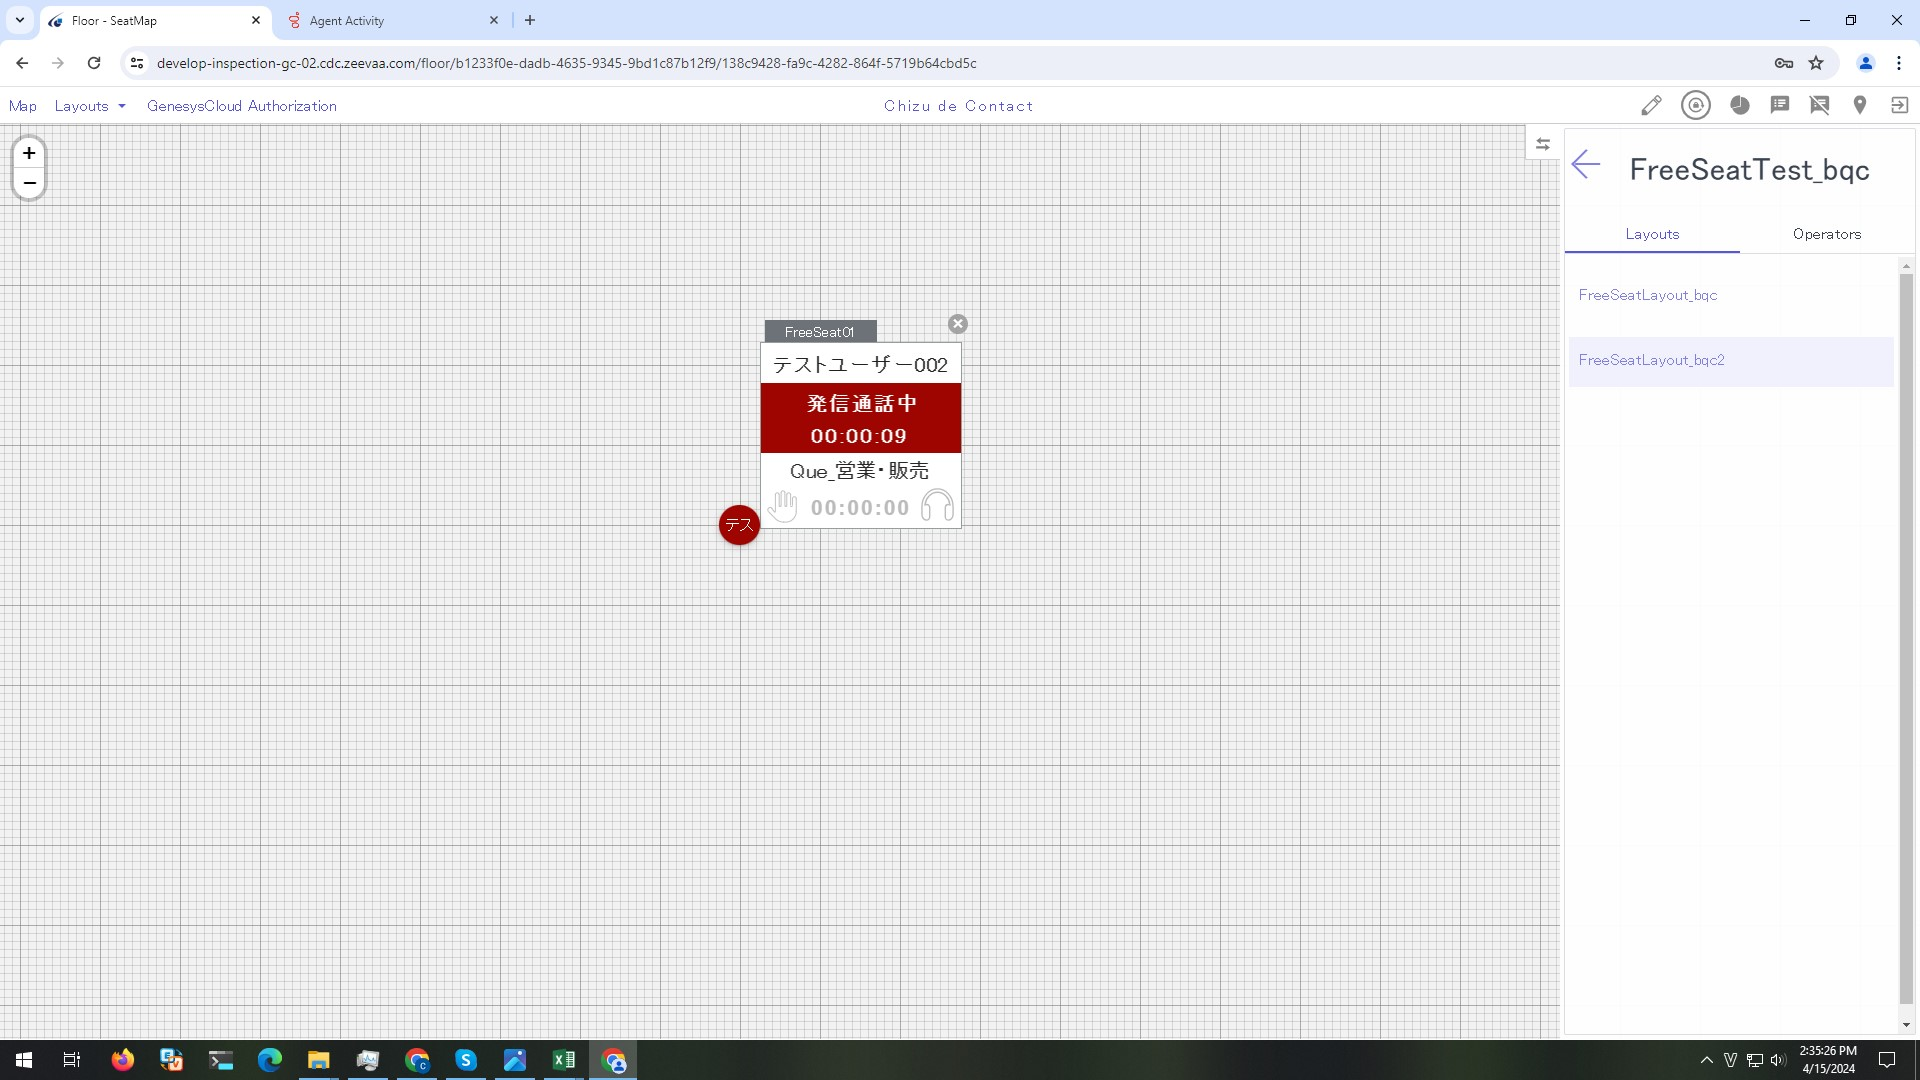 Floor - SeatMap
Agent Activity
develop-inspection-gc-02.cdc.zeevaa.com/floor/b1233f0e-dadb-4635-9345-9bd1c87b12f9/138c9428-fa9c-4282-864f-5719b64cbd5c
Map Layouts GenesysCloud Authorization Chizu de Contact
+
−
FreeSeatTest_bqc
Layouts Operators
FreeSeatLayout_bqc
FreeSeatLayout_bqc2
FreeSeat01
テストユーザー002
発信通話中
00:00:09
Que_営業・販売
00:00:00
テス
2:35:26 PM
4/15/2024